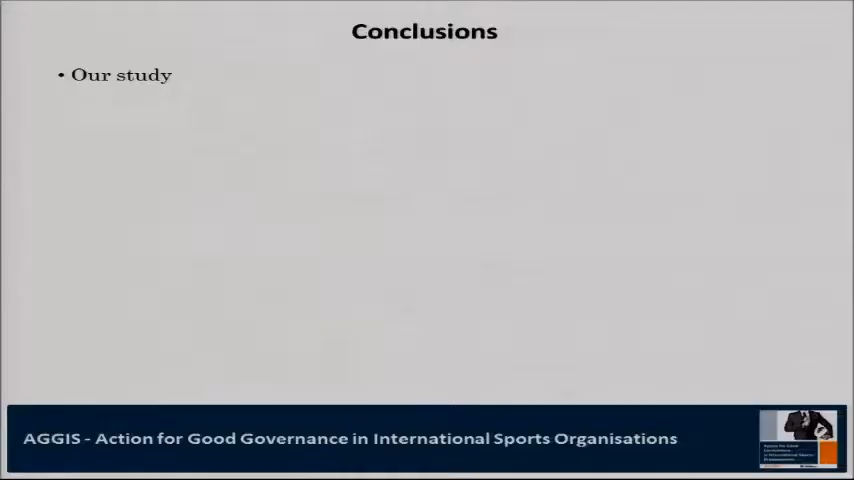 Conclusions
• Our study
AGGIS - Action for Good Governance in International Sports Organisations